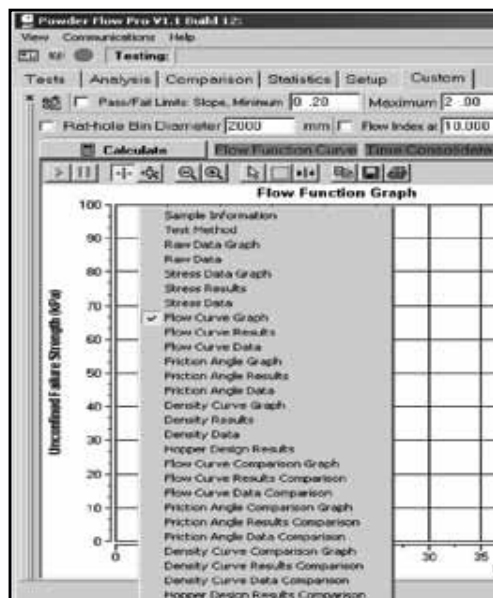 Powder Flow Pro V1.1 Build 12:
View Communications Help
Testing:
Tests Analysis Comparison Statistics Setup Custom
Pass/Fail Limits: Slope, Minimum 0 .20 Maximum 2 .00
Rat-hole Bin Diameter 2000 mm Flow Index at 10.000
Calculate Flow Function Curve Time Consolidate
Flow Function Graph
Unconfined Failure Strength (kPa)
100
90
80
70
60
50
40
30
20
10
0
0 30 35
Sample Information
Test Method
Raw Data Graph
Raw Data
Stress Data Graph
Stress Results
Stress Data
Flow Curve Graph
Flow Curve Results
Flow Curve Data
Friction Angle Graph
Friction Angle Results
Friction Angle Data
Density Curve Graph
Density Results
Density Data
Hopper Design Results
Flow Curve Comparison Graph
Flow Curve Results Comparison
Flow Curve Data Comparison
Friction Angle Comparison Graph
Friction Angle Results Comparison
Friction Angle Data Comparison
Density Curve Comparison Graph
Density Curve Results Comparison
Density Curve Data Comparison
Hopper Design Results Comparison